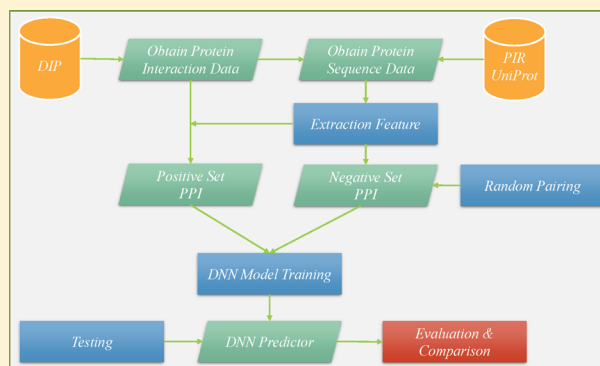 DIP
Obtain Protein
Interaction Data
Obtain Protein
Sequence Data
PIR
UniProt
Extraction Feature
Positive Set
PPI
Negative Set
PPI
Random Pairing
DNN Model Training
Testing
DNN Predictor
Evaluation &
Comparison